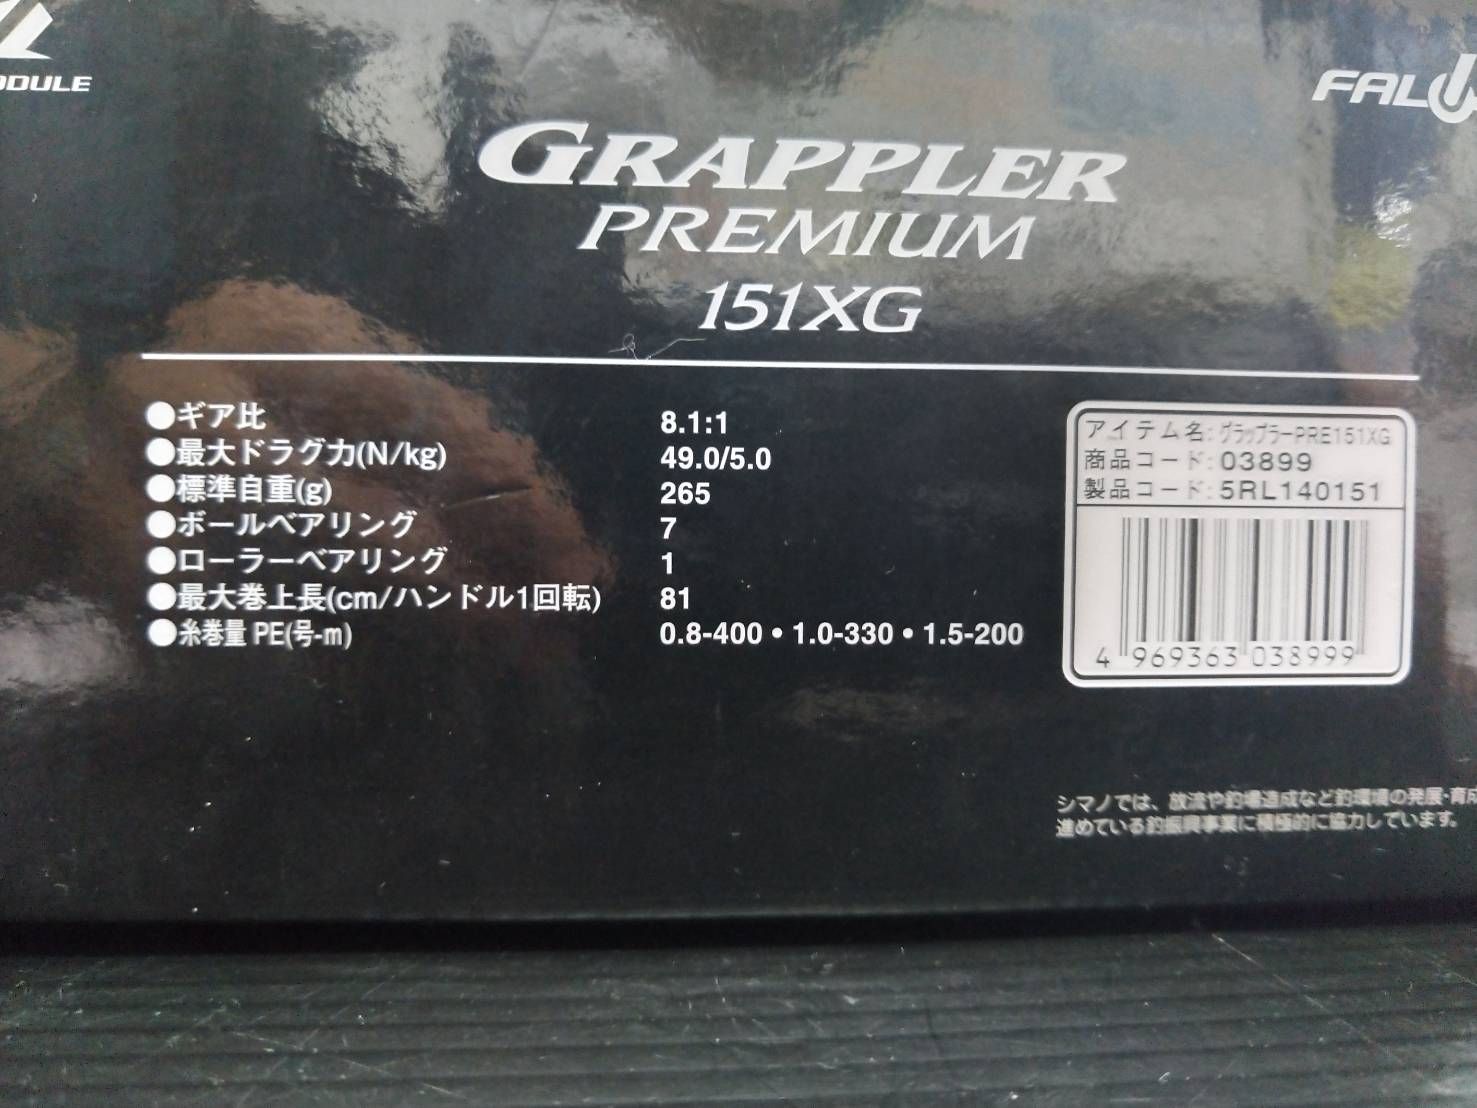 GRAPPLER
PREMIUM
151XG
●ギア比 8.1:1
●最大ドラグ力(N/kg) 49.0/5.0
●標準自重(g) 265
●ボールベアリング 7
●ローラーベアリング 1
●最大巻上長(cm/ハンドル1回転) 81
●糸巻量 PE(号-m) 0.8-400 • 1.0-330 • 1.5-200
アイテム名:グラップラーPRE151XG
商品コード:03899
製品コード:5RL140151
4 969363 038999
シマノでは、放流や釣場造成など釣環境の発展・育成
進めている釣振興事業に積極的に協力しています。